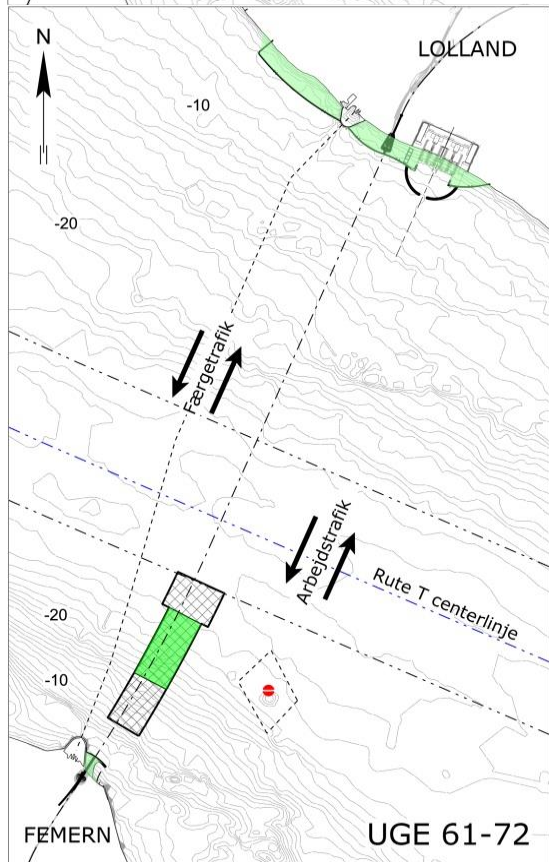 N
LOLLAND
-10
-20
Færgetrafik
Arbejdstrafik
Rute T centerlinje
-20
-10
FEMERN
UGE 61-72